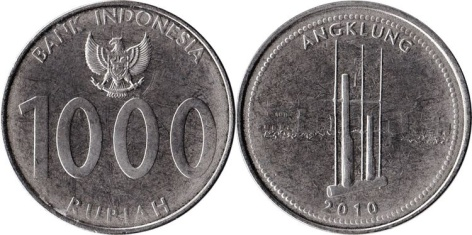 BANK INDONESIA
1000
RUPIAH
ANGKLUNG
2010